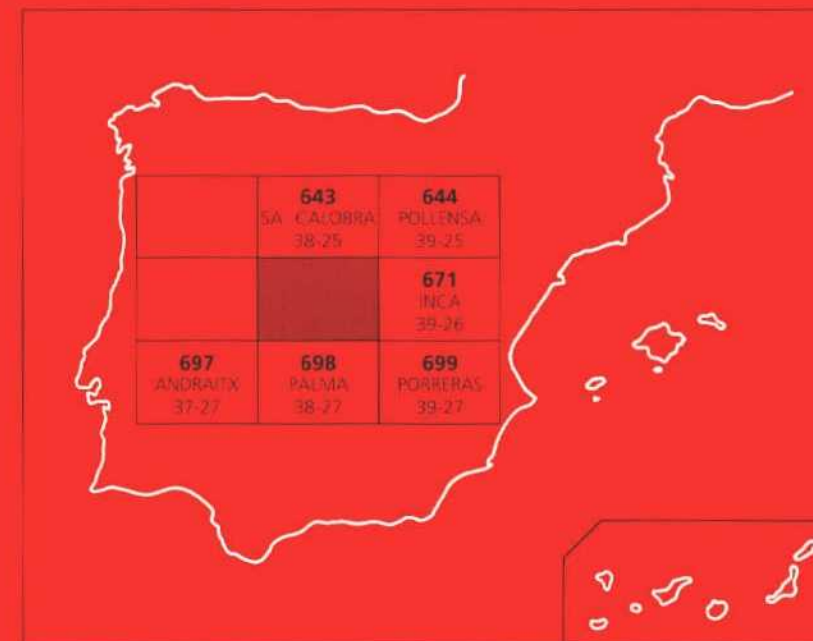 643
SA CALOBRA
38-25
644
POLLENSA
39-25
671
INCA
39-26
697
ANDRAITX
37-27
698
PALMA
38-27
699
PORRERAS
39-27